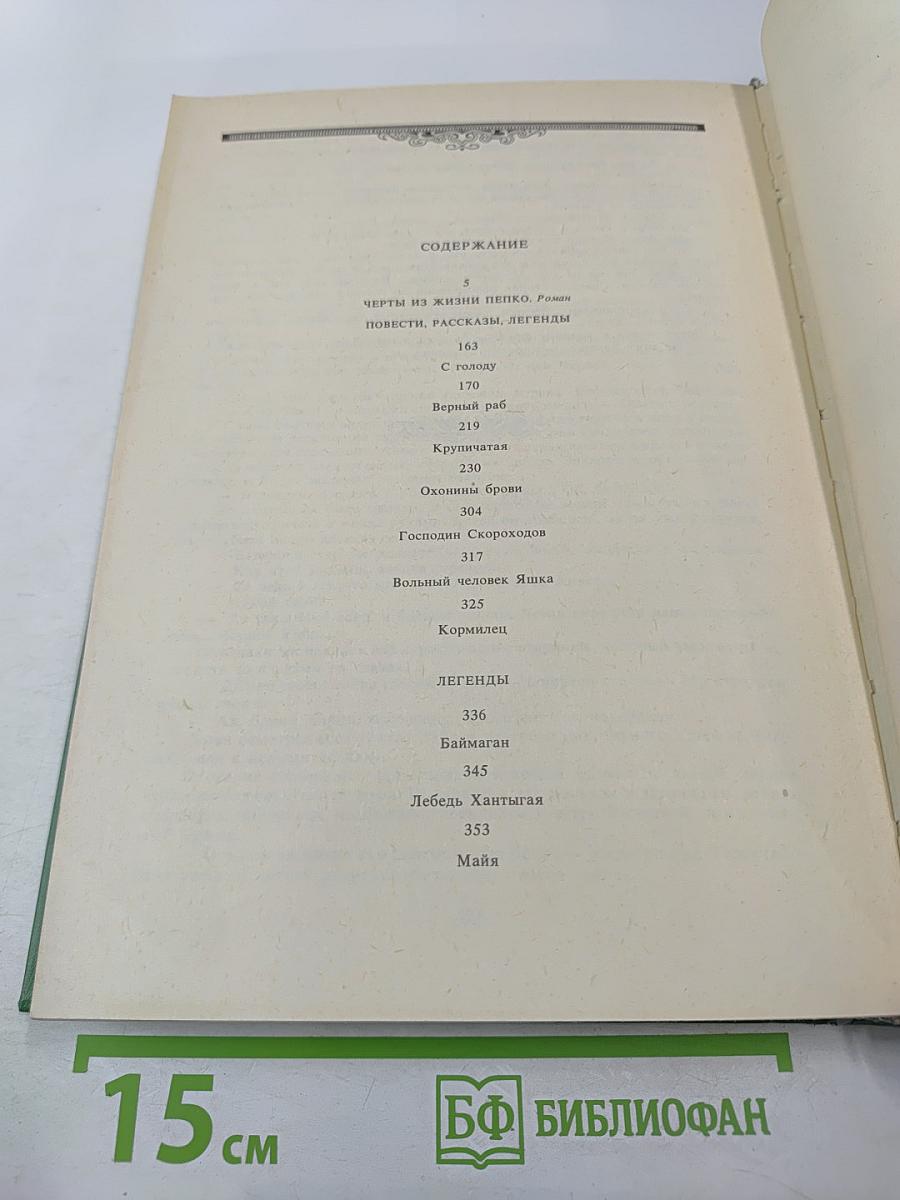 СОДЕРЖАНИЕ
5
ЧЕРТЫ ИЗ ЖИЗНИ ПЕПКО. Роман
ПОВЕСТИ, РАССКАЗЫ, ЛЕГЕНДЫ
163
С голоду
170
Верный раб
219
Крупичатая
230
Охонины брови
304
Господин Скороходов
317
Вольный человек Яшка
325
Кормилец
ЛЕГЕНДЫ
336
Баймаган
345
Лебедь Хантыгая
353
Майя
15 см
БФ БИБЛИОФАН